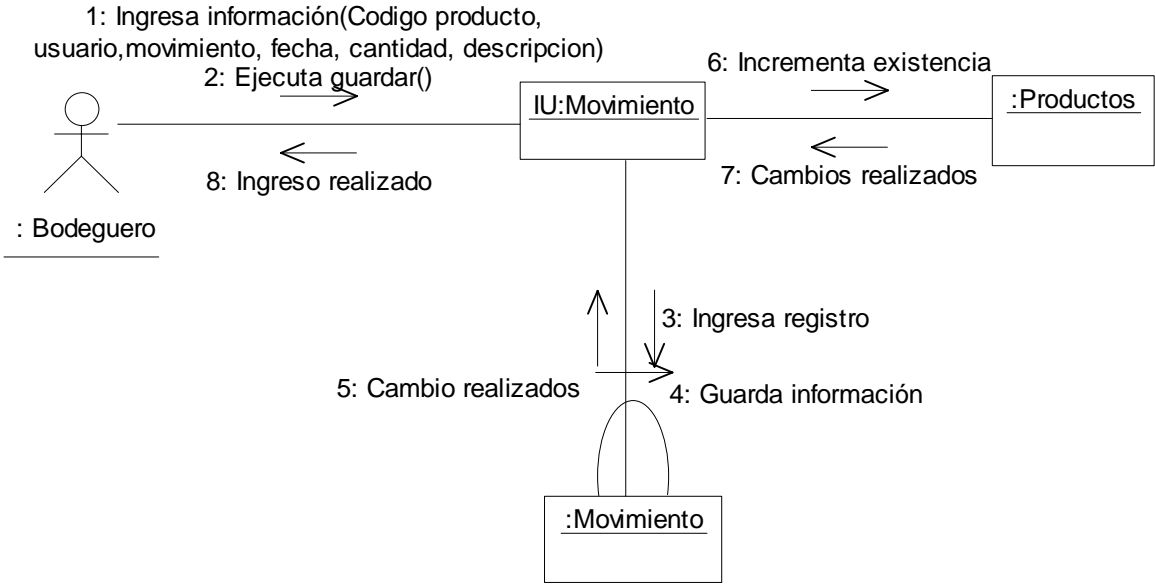 1: Ingresa información(Codigo producto,
usuario,movimiento, fecha, cantidad, descripcion)
2: Ejecuta guardar()
6: Incrementa existencia
IU:Movimiento
:Productos
8: Ingreso realizado
7: Cambios realizados
: Bodeguero
3: Ingresa registro
5: Cambio realizados
4: Guarda información
:Movimiento